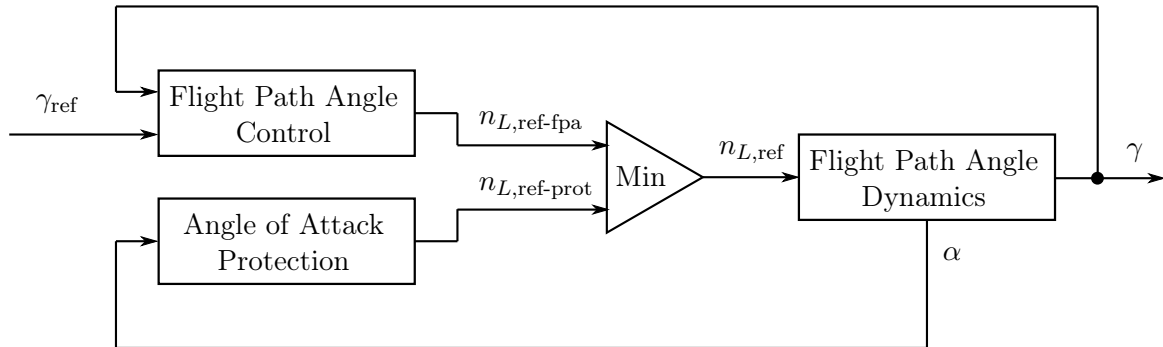 γref
Flight Path Angle
Control
nL,ref-fpa
nL,ref-prot
Angle of Attack
Protection
Min
nL,ref
Flight Path Angle
Dynamics
γ
α